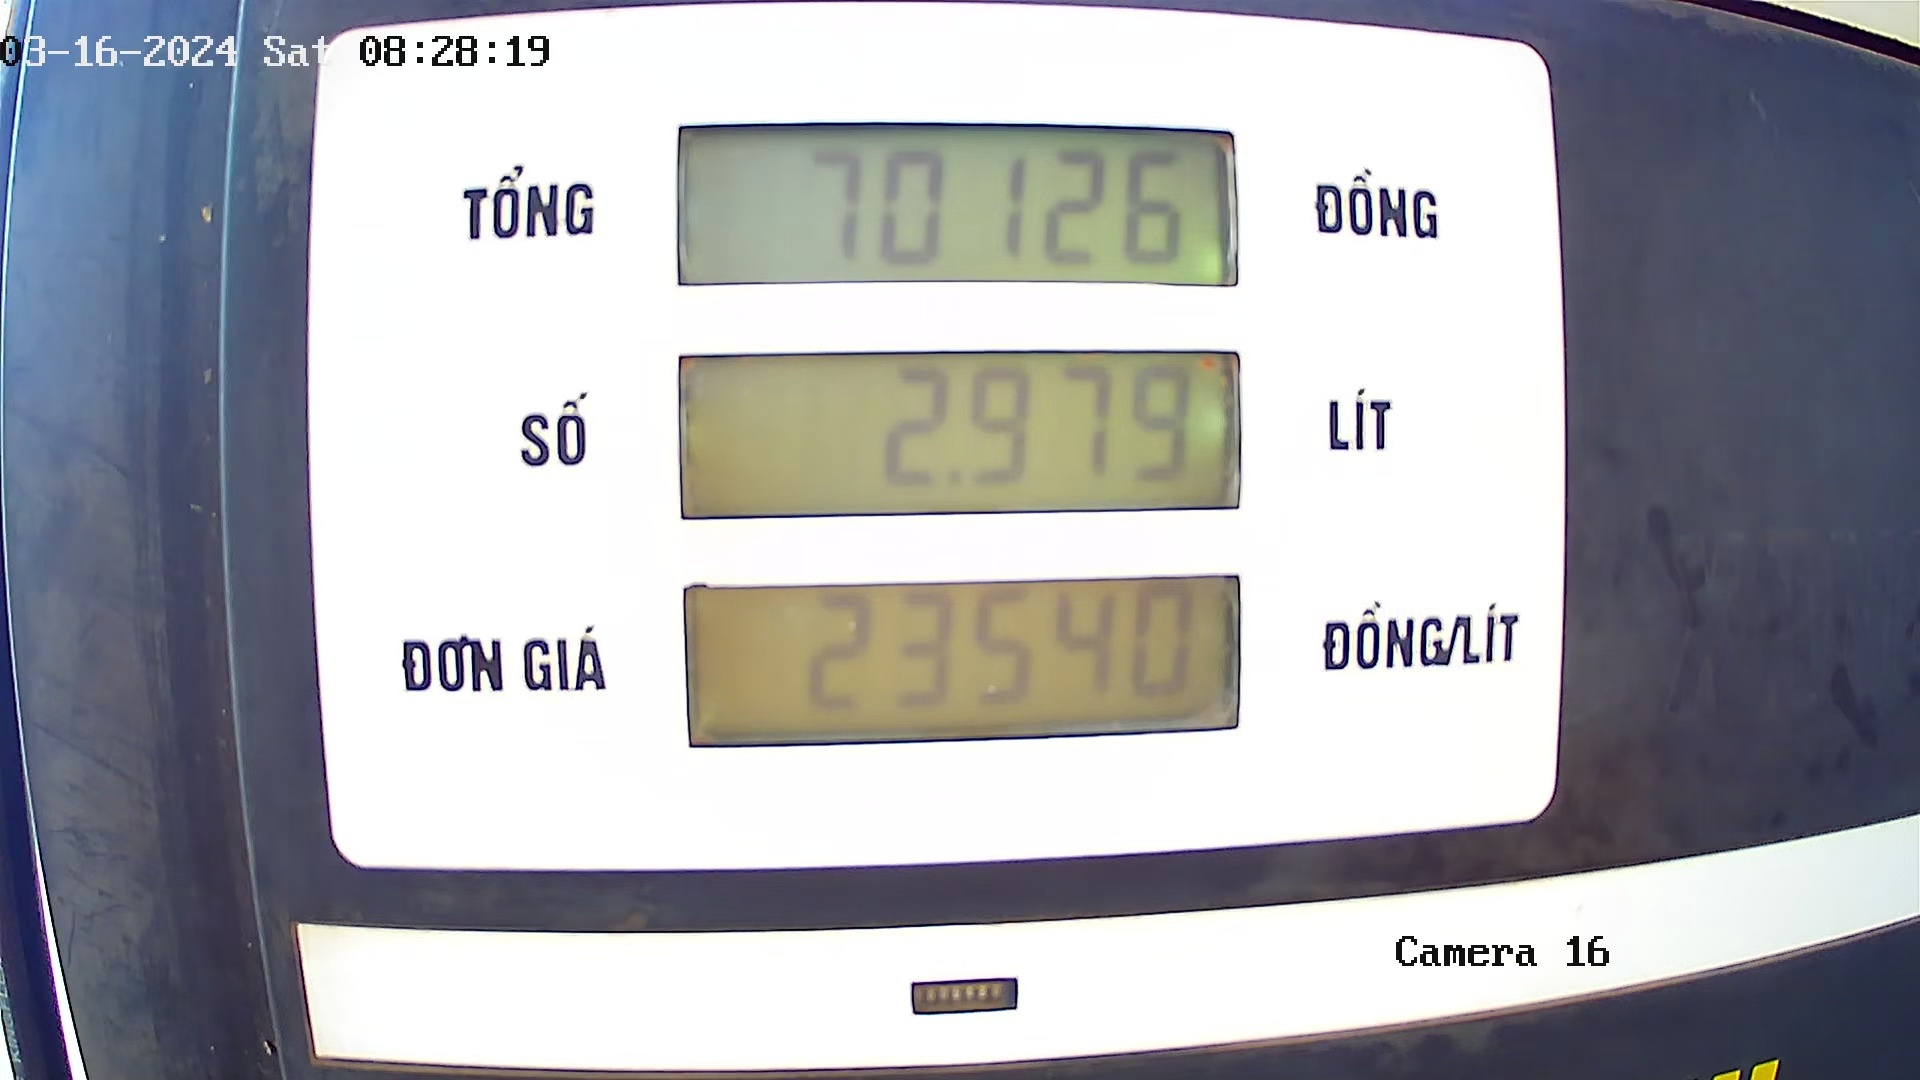 03-16-2024 Sat 08:28:19
TỔNG 70126 ĐỒNG
SỐ 2.979 LÍT
ĐƠN GIÁ 23540 ĐỒNG/LÍT
Camera 16